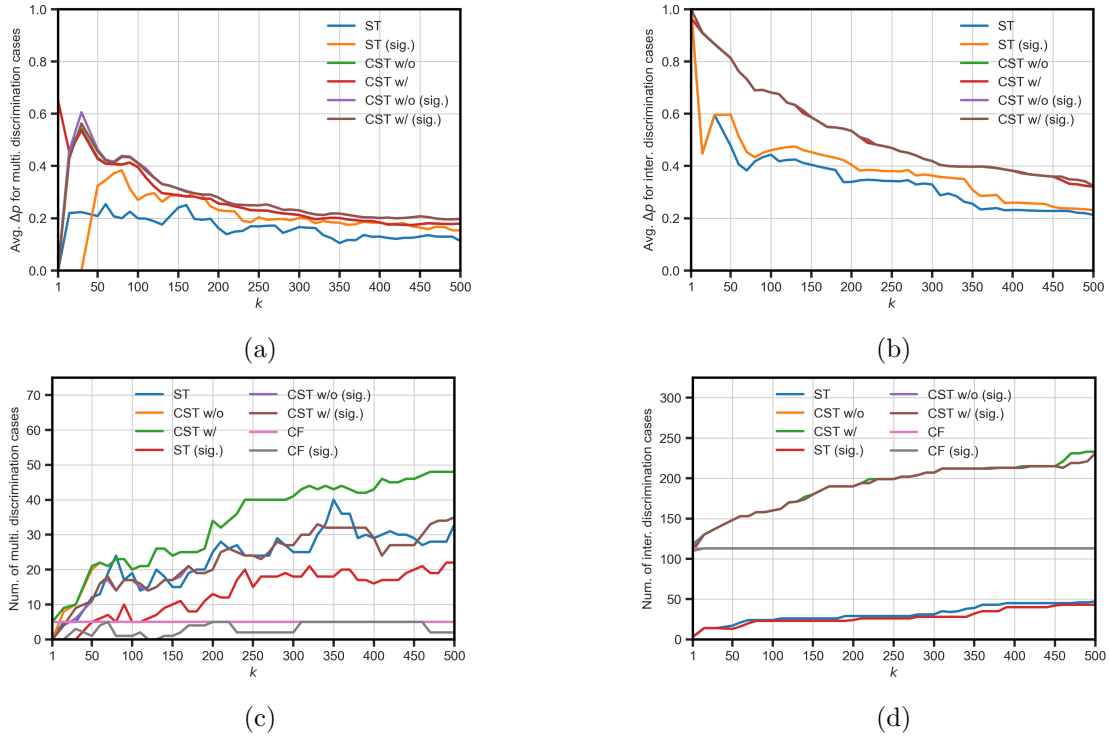 1.0
0.8
0.6
0.4
0.2
0.0
Avg. Δp for multi. discrimination cases
ST
ST (sig.)
CST w/o
CST w/
CST w/o (sig.)
CST w/ (sig.)
1 50 100 150 200 250 300 350 400 450 500
k
(a)
1.0
0.8
0.6
0.4
0.2
0.0
Avg. Δp for inter. discrimination cases
ST
ST (sig.)
CST w/o
CST w/
CST w/o (sig.)
CST w/ (sig.)
1 50 100 150 200 250 300 350 400 450 500
k
(b)
70
60
50
40
30
20
10
0
Num. of multi. discrimination cases
ST
CST w/o
CST w/
ST (sig.)
CST w/o (sig.)
CST w/ (sig.)
CF
CF (sig.)
1 50 100 150 200 250 300 350 400 450 500
k
(c)
300
250
200
150
100
50
0
Num. of inter. discrimination cases
ST
CST w/o
CST w/
ST (sig.)
CST w/o (sig.)
CST w/ (sig.)
CF
CF (sig.)
1 50 100 150 200 250 300 350 400 450 500
k
(d)